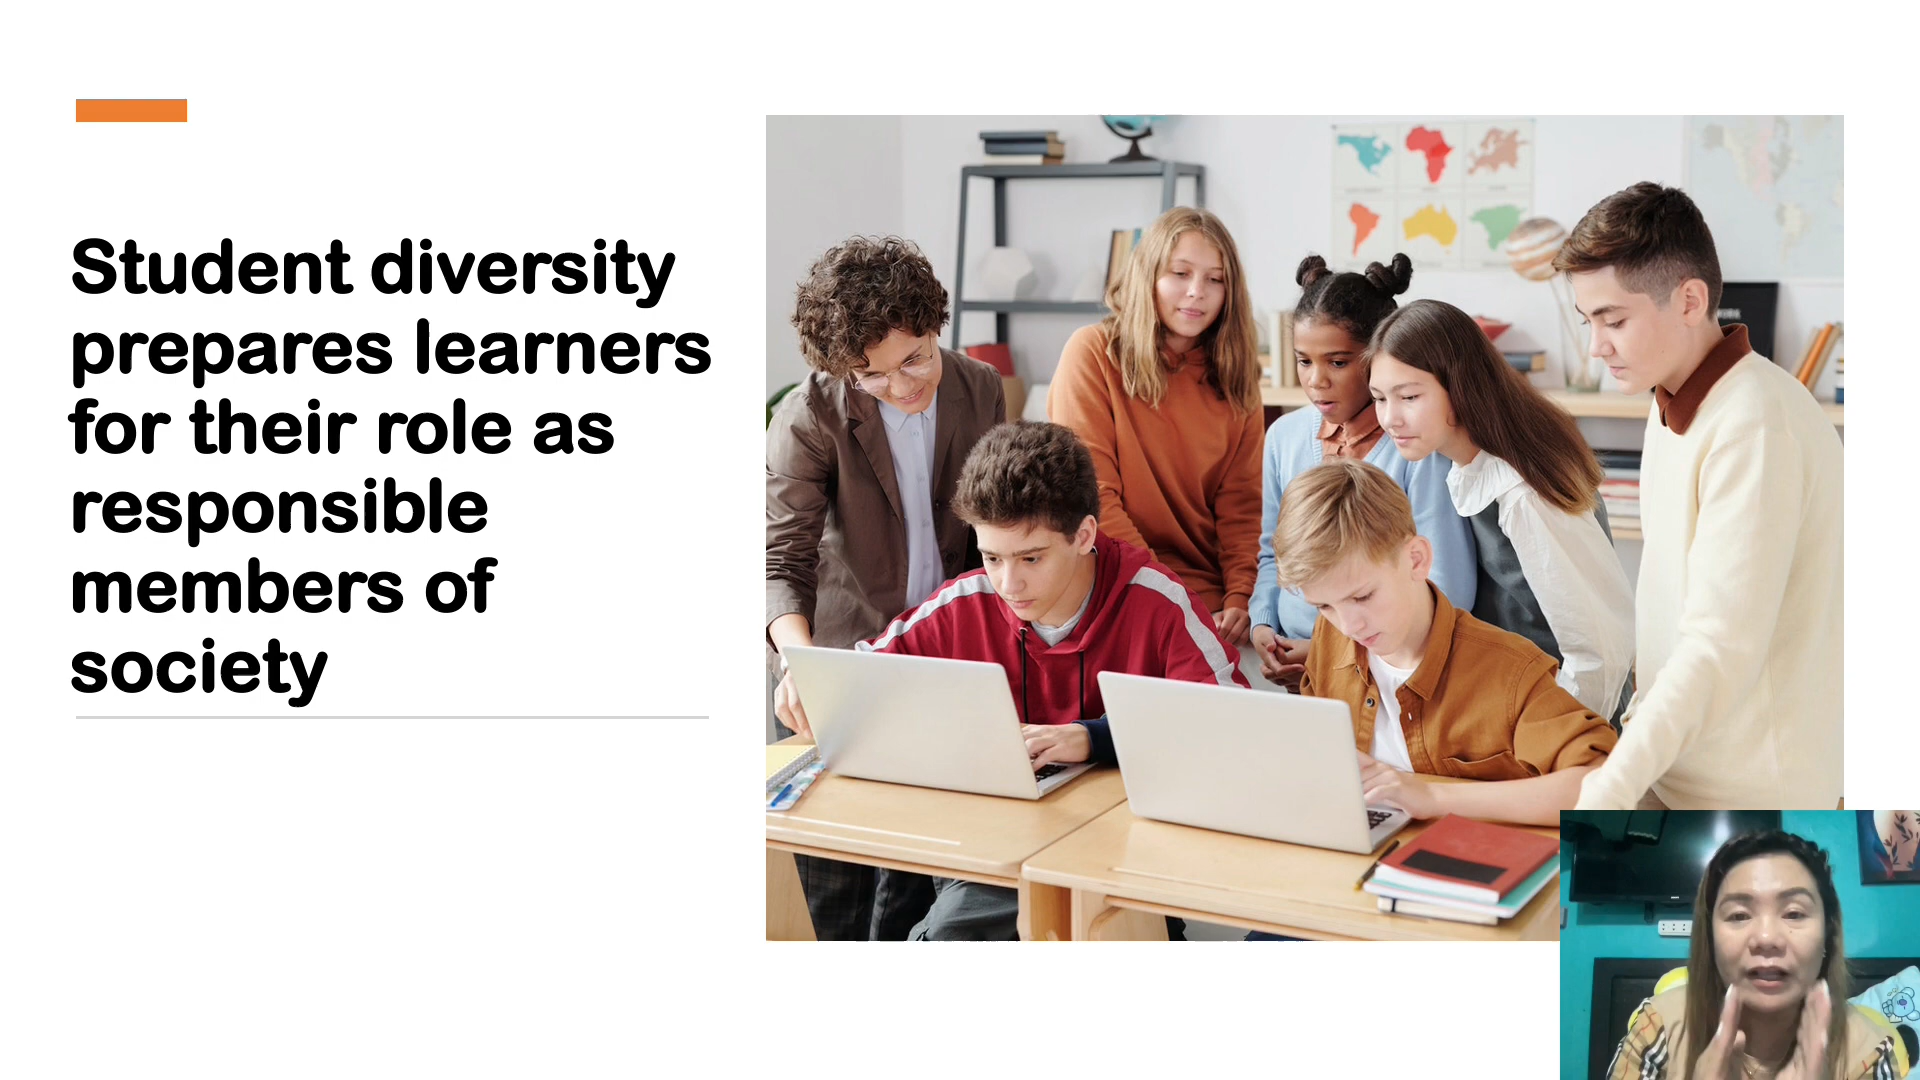 Student diversity
prepares learners
for their role as
responsible
members of
society